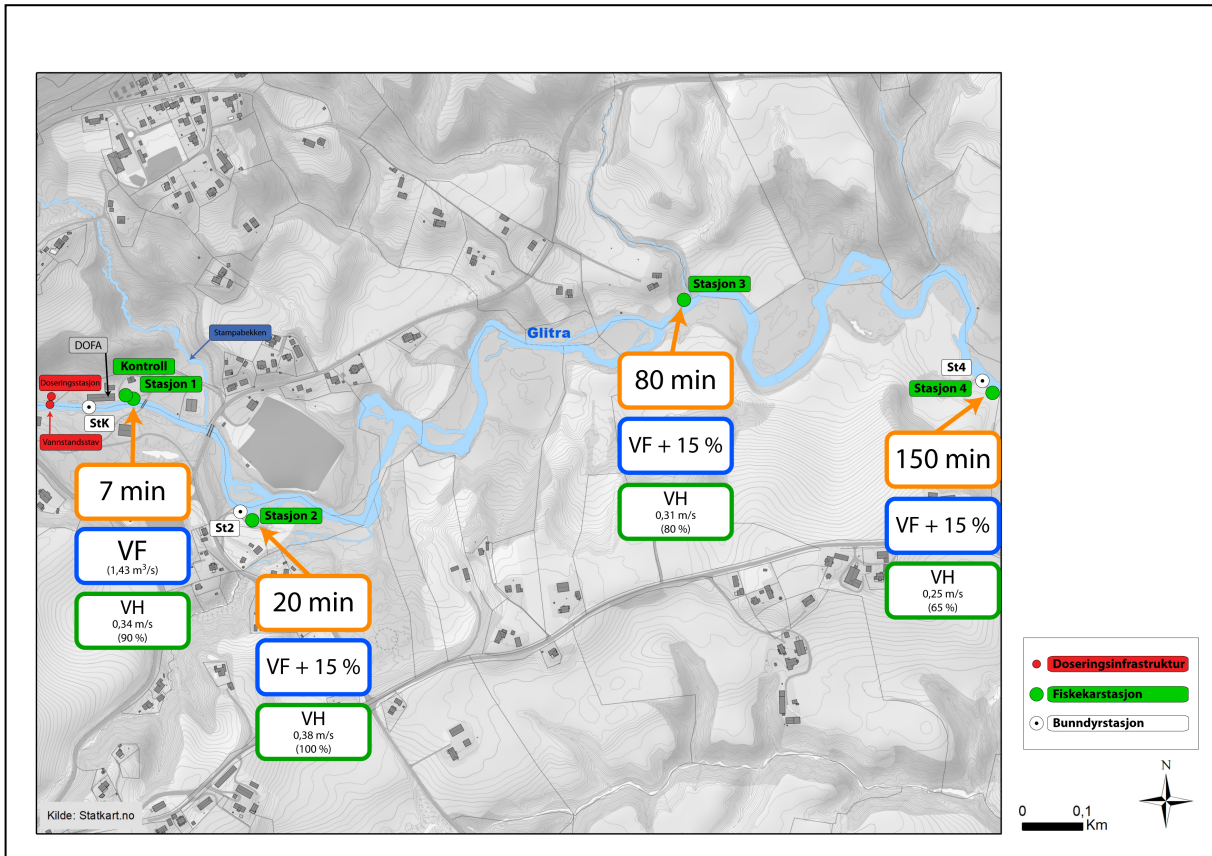 Stasjon 3
Glitra
Stampabekken
DOFA
Kontroll
Stasjon 1
Doseringsstasjon
StK
Vannstandsstav
St4
Stasjon 4
80 min
VF + 15 %
VH
0,31 m/s
(80 %)
150 min
VF + 15 %
VH
0,25 m/s
(65 %)
7 min
VF
(1,43 m³/s)
VH
0,34 m/s
(90 %)
Stasjon 2
St2
20 min
VF + 15 %
VH
0,38 m/s
(100 %)
Doseringsinfrastruktur
Fiskekarstasjon
Bunndyrstasjon
N
0 0,1
Km
Kilde: Statkart.no